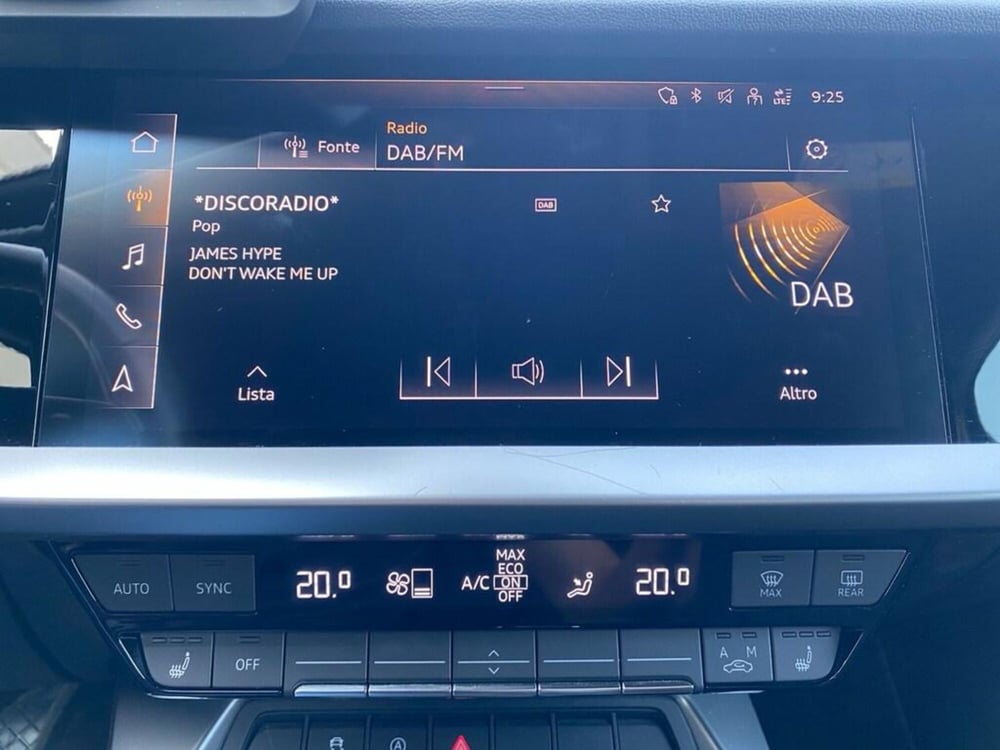 LTE 9:25
Fonte
Radio
DAB/FM
*DISCORADIO*
DAB
Pop
JAMES HYPE
DON'T WAKE ME UP
DAB
Lista
Altro
AUTO
SYNC
20.0
A/C
MAX
ECO
ON
OFF
20.0
MAX
REAR
OFF
A M
A